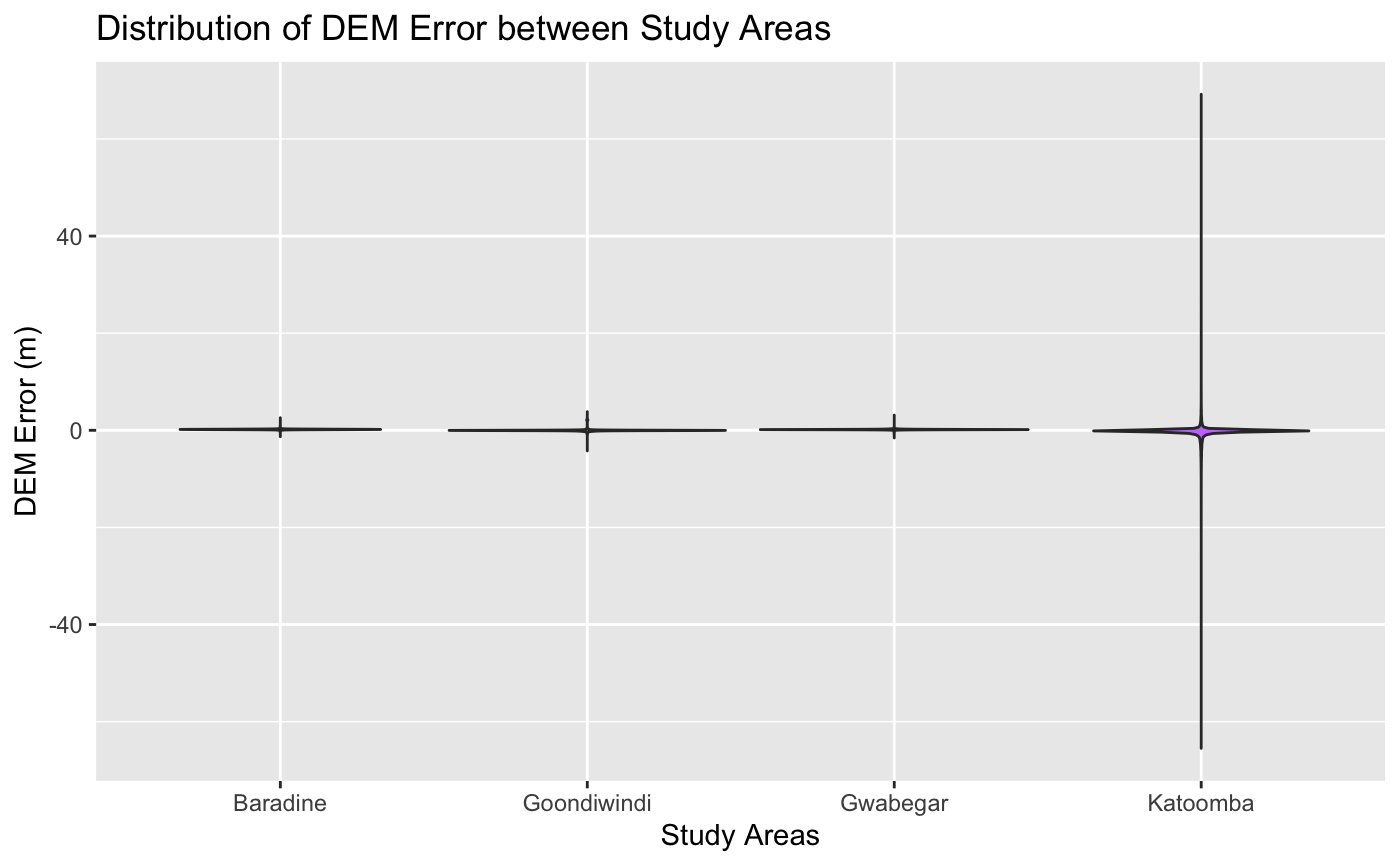 Distribution of DEM Error between Study Areas
DEM Error (m)
40
0
-40
Baradine Goondiwindi Gwabegar Katoomba
Study Areas